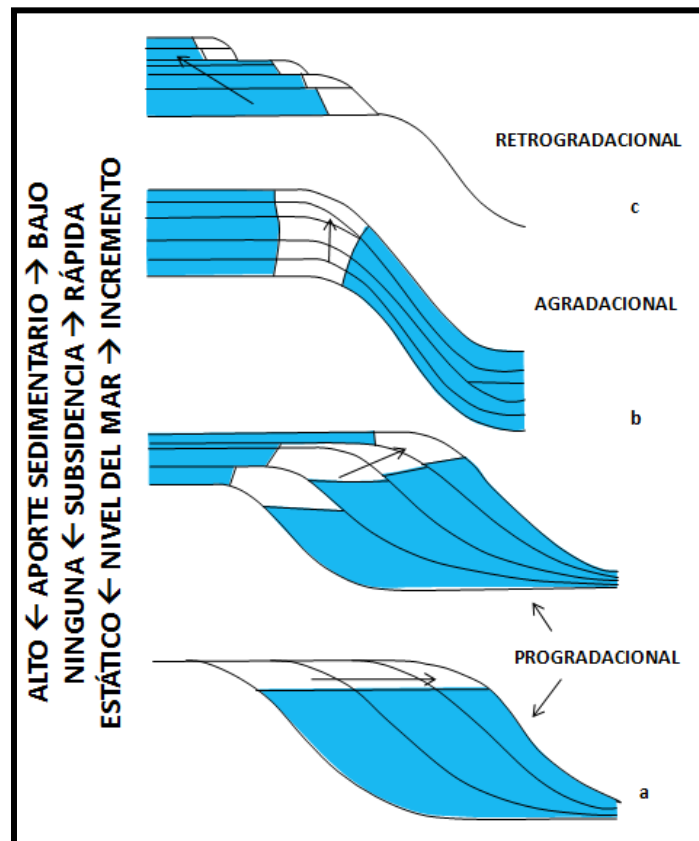 ALTO ← APORTE SEDIMENTARIO → BAJO
NINGUNA ← SUBSIDENCIA → RÁPIDA
ESTÁTICO ← NIVEL DEL MAR → INCREMENTO
RETROGRADACIONAL
c
AGRADACIONAL
b
PROGRADACIONAL
a